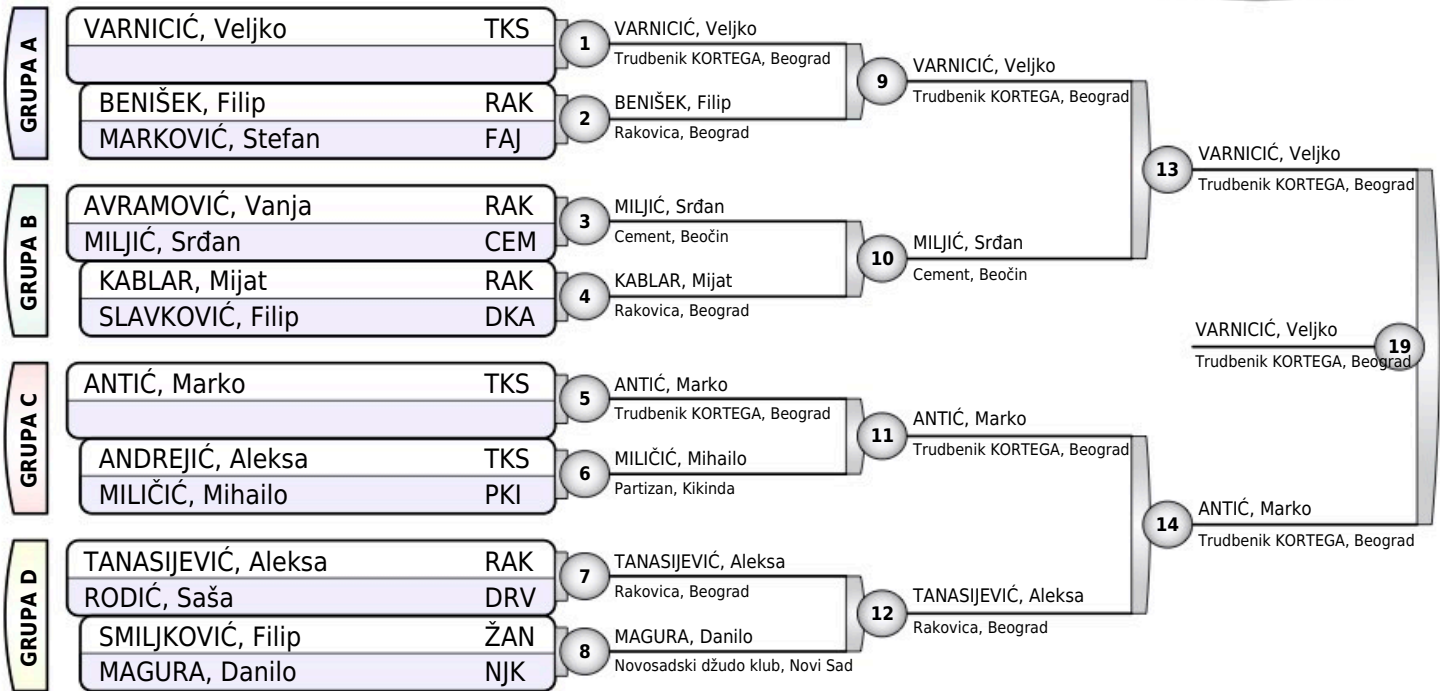 GRUPA A
VARNICIĆ, Veljko TKS
BENIŠEK, Filip RAK
MARKOVIĆ, Stefan FAJ
GRUPA B
AVRAMOVIĆ, Vanja RAK
MILJIĆ, Srđan CEM
KABLAR, Mijat RAK
SLAVKOVIĆ, Filip DKA
GRUPA C
ANTIĆ, Marko TKS
ANDREJIĆ, Aleksa TKS
MILIČIĆ, Mihailo PKI
GRUPA D
TANASIJEVIĆ, Aleksa RAK
RODIĆ, Saša DRV
SMILJKOVIĆ, Filip ŽAN
MAGURA, Danilo NJK
1
VARNICIĆ, Veljko
Trudbenik KORTEGA, Beograd
2
BENIŠEK, Filip
Rakovica, Beograd
3
MILJIĆ, Srđan
Cement, Beočin
4
KABLAR, Mijat
Rakovica, Beograd
5
ANTIĆ, Marko
Trudbenik KORTEGA, Beograd
6
MILIČIĆ, Mihailo
Partizan, Kikinda
7
TANASIJEVIĆ, Aleksa
Rakovica, Beograd
8
MAGURA, Danilo
Novosadski džudo klub, Novi Sad
9
VARNICIĆ, Veljko
Trudbenik KORTEGA, Beograd
10
MILJIĆ, Srđan
Cement, Beočin
11
ANTIĆ, Marko
Trudbenik KORTEGA, Beograd
12
TANASIJEVIĆ, Aleksa
Rakovica, Beograd
13
VARNICIĆ, Veljko
Trudbenik KORTEGA, Beograd
14
ANTIĆ, Marko
Trudbenik KORTEGA, Beograd
VARNICIĆ, Veljko
19
Trudbenik KORTEGA, Beograd